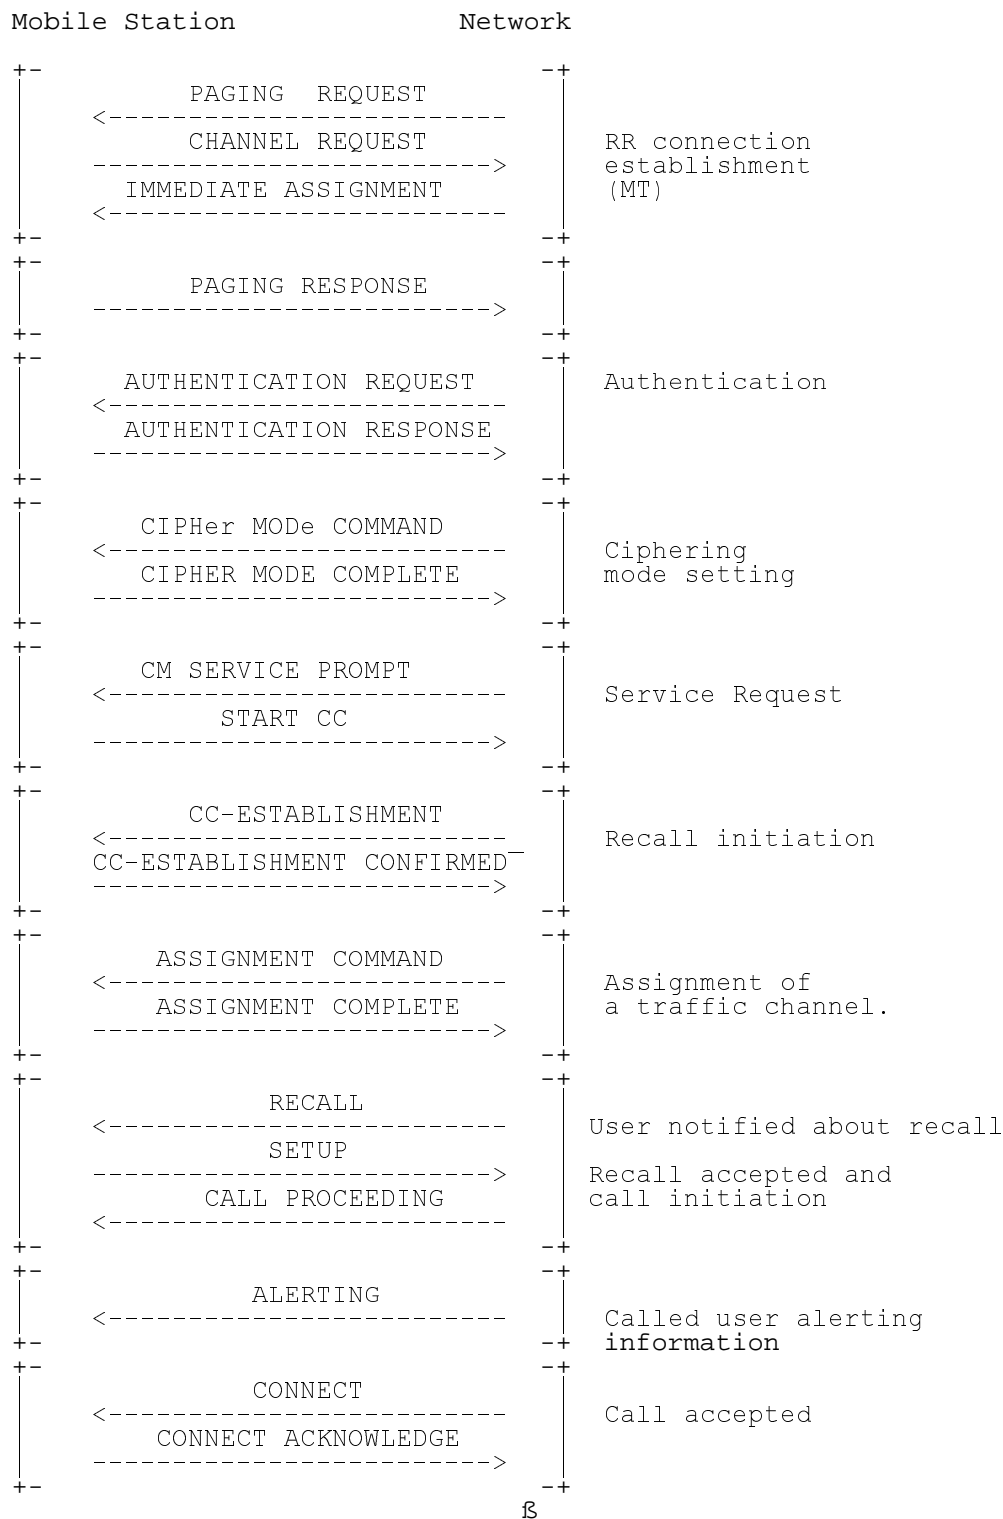 Mobile Station Network
+- -+
PAGING REQUEST
<-------------------------
CHANNEL REQUEST RR connection
-------------------------> establishment
IMMEDIATE ASSIGNMENT (MT)
<-------------------------
+- -+
+- -+
PAGING RESPONSE
------------------------->
+- -+
+- -+
AUTHENTICATION REQUEST Authentication
<-------------------------
AUTHENTICATION RESPONSE
------------------------->
+- -+
+- -+
CIPHer MODe COMMAND
<------------------------- Ciphering
CIPHER MODE COMPLETE mode setting
------------------------->
+- -+
+- -+
CM SERVICE PROMPT
<------------------------- Service Request
START CC
------------------------->
+- -+
+- -+
CC-ESTABLISHMENT
<------------------------- Recall initiation
CC-ESTABLISHMENT CONFIRMED¯
------------------------->
+- -+
+- -+
ASSIGNMENT COMMAND
<------------------------- Assignment of
ASSIGNMENT COMPLETE a traffic channel.
------------------------->
+- -+
+- -+
RECALL
<------------------------- User notified about recall
SETUP
-------------------------> Recall accepted and
CALL PROCEEDING call initiation
<-------------------------
+- -+
+- -+
ALERTING
<------------------------- Called user alerting
+- -+ information
+- -+
CONNECT
<------------------------- Call accepted
CONNECT ACKNOWLEDGE
------------------------->
+- -+
ß